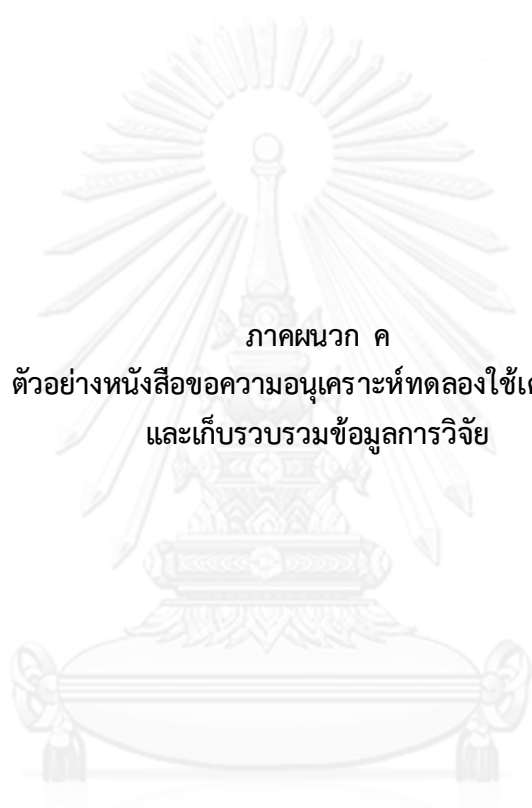 ภาคผนวก ค
ตัวอย่างหนังสือขอความอนุเคราะห์ทดลองใช้
และเก็บรวบรวมข้อมูลการวิจัย